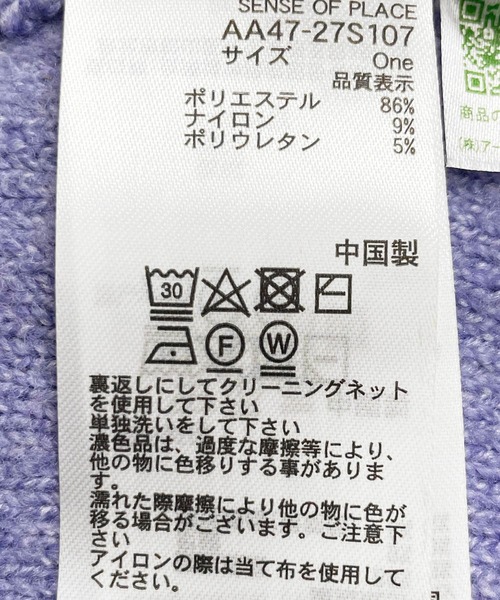 SENSE OF PLACE
AA47-27S107
サイズ One
品質表示
ポリエステル 86%
ナイロン 9%
ポリウレタン 5%
中国製
30
F W
裏返しにしてクリーニングネット
を使用して下さい
単独洗いをして下さい
濃色品は、過度な摩擦等により、
他の物に色移りする事がありま
す。
濡れた際摩擦により他の物に色が
移る場合がございます。ご注意下
さい
アイロンの際は当て布を使用して
ください。
商品の
(株)アー